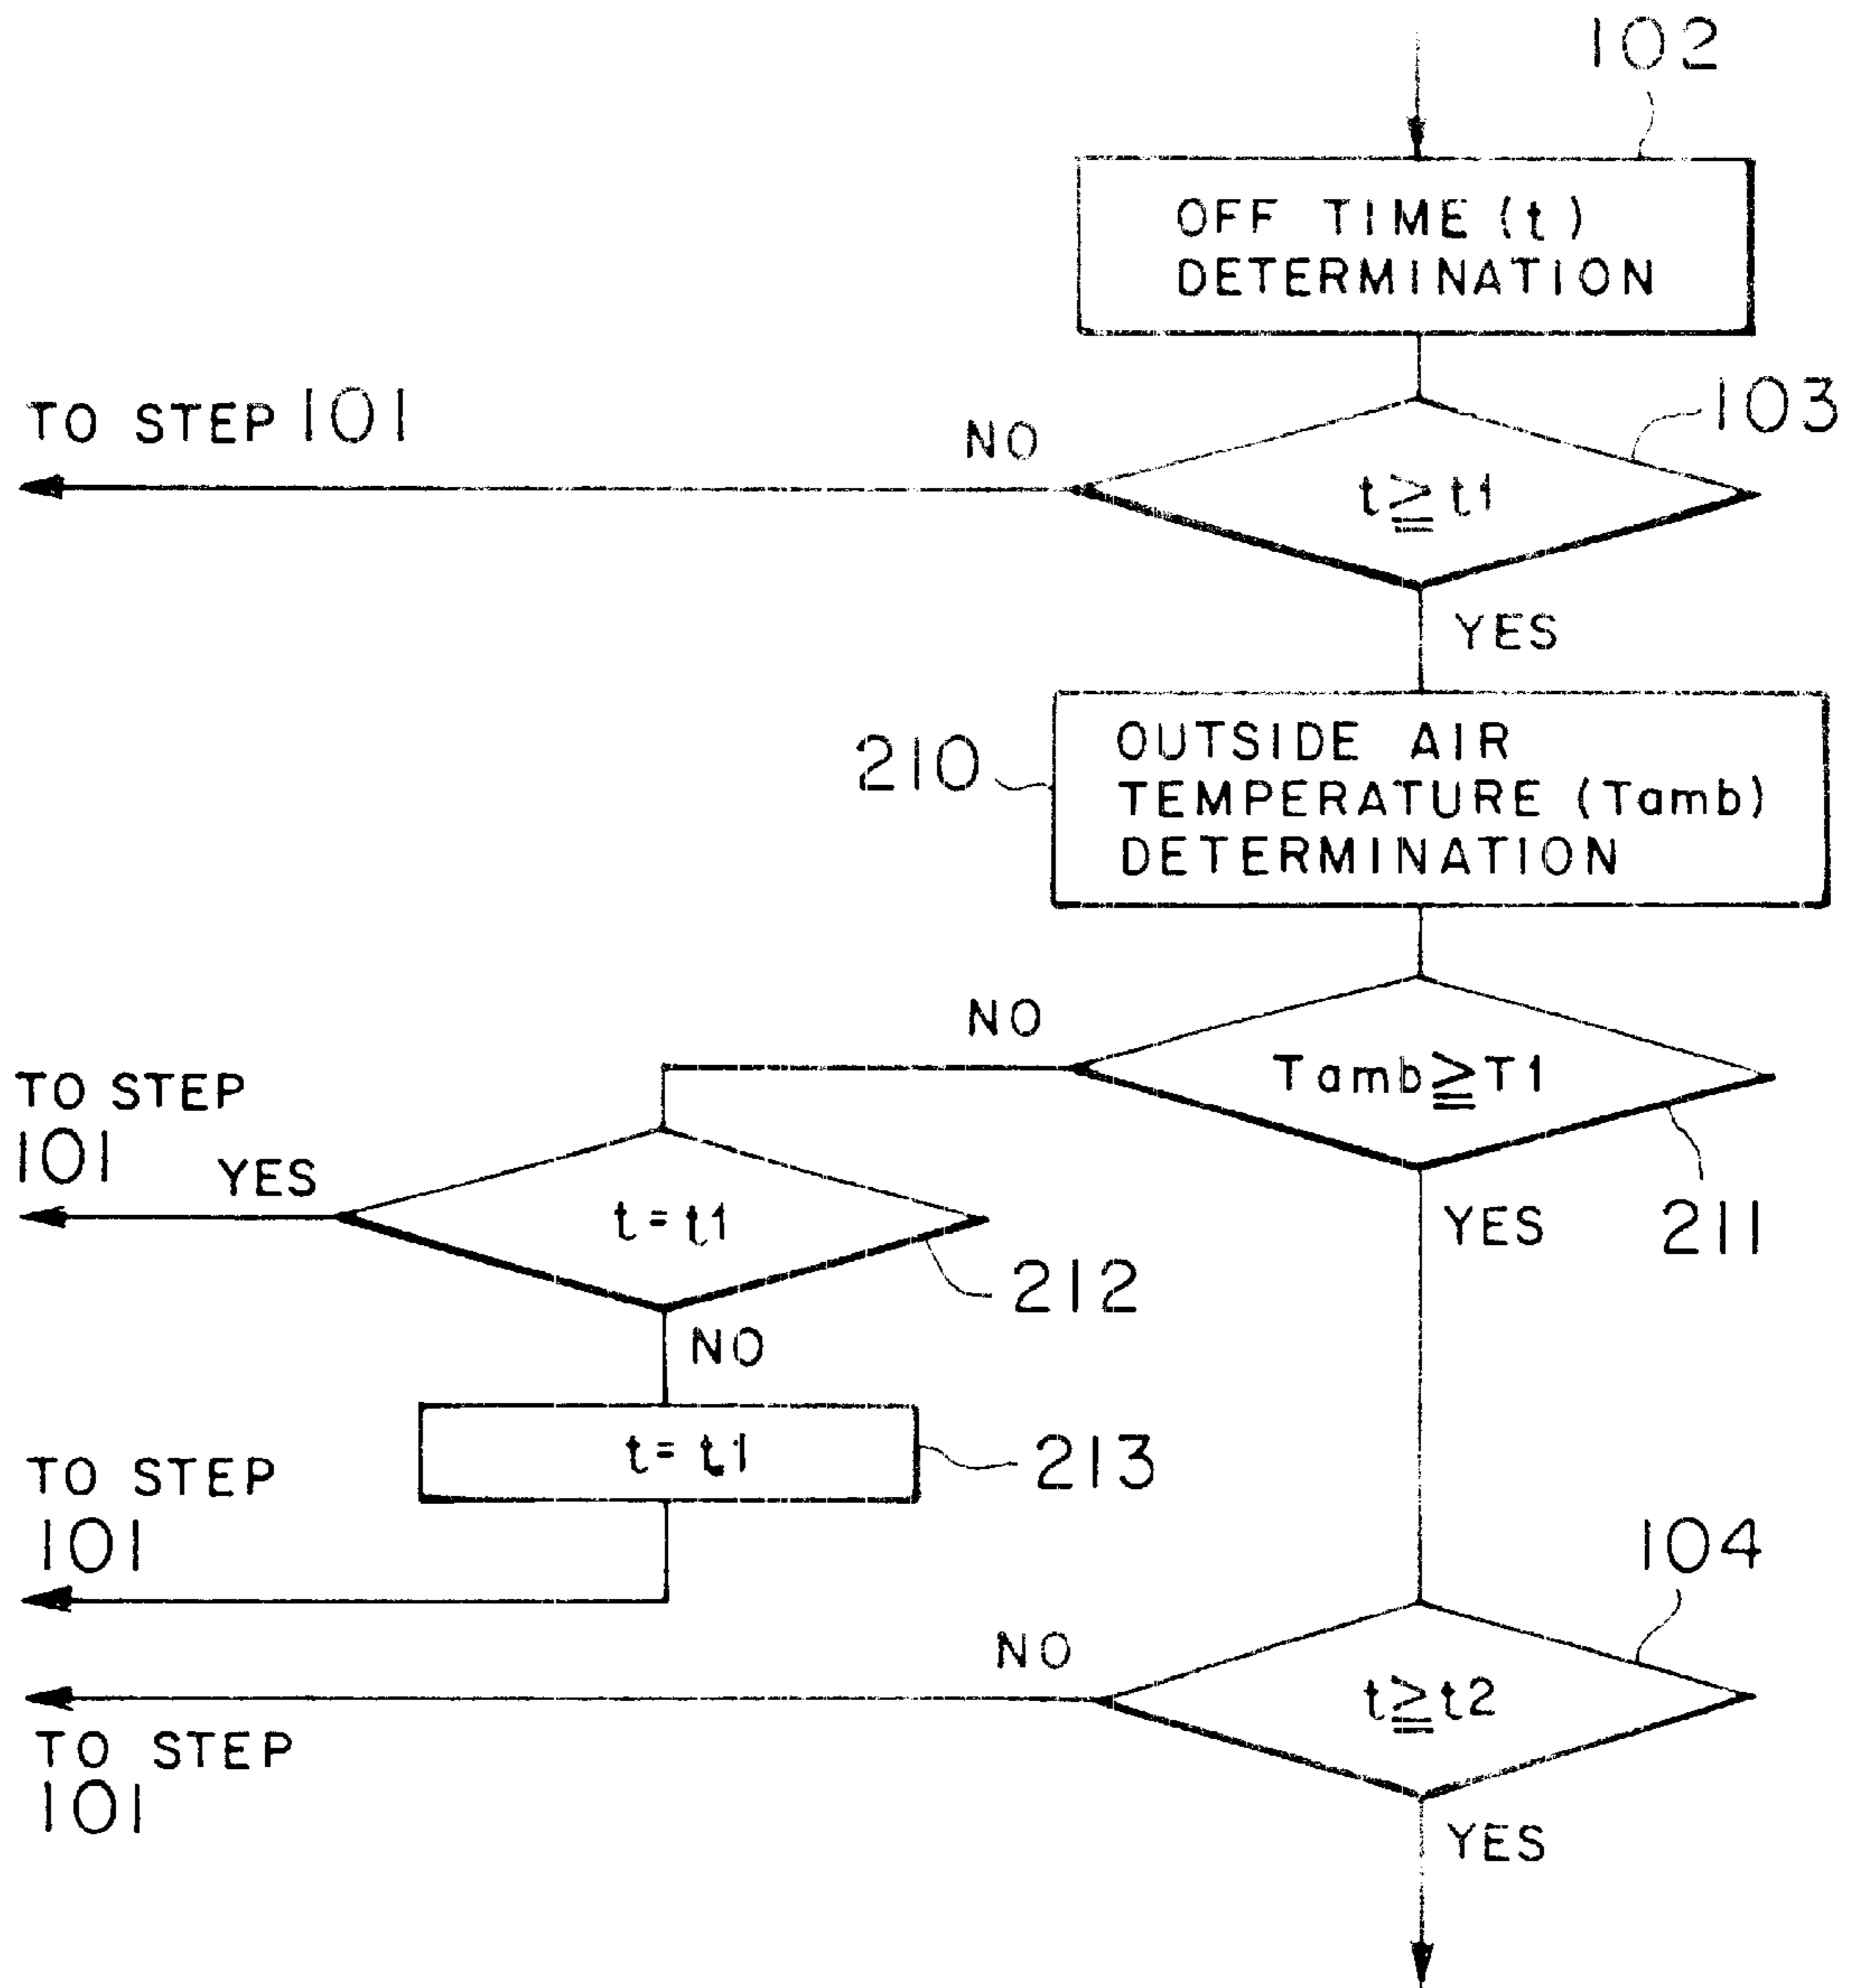 102
OFF TIME (t)
DETERMINATION
TO STEP 101
NO
103
t≧t1
YES
210
OUTSIDE AIR
TEMPERATURE (Tamb)
DETERMINATION
NO
Tamb≧T1
TO STEP
101
YES
t=t1
YES
211
212
NO
t=t1
213
TO STEP
101
104
NO
t≧t2
TO STEP
101
YES